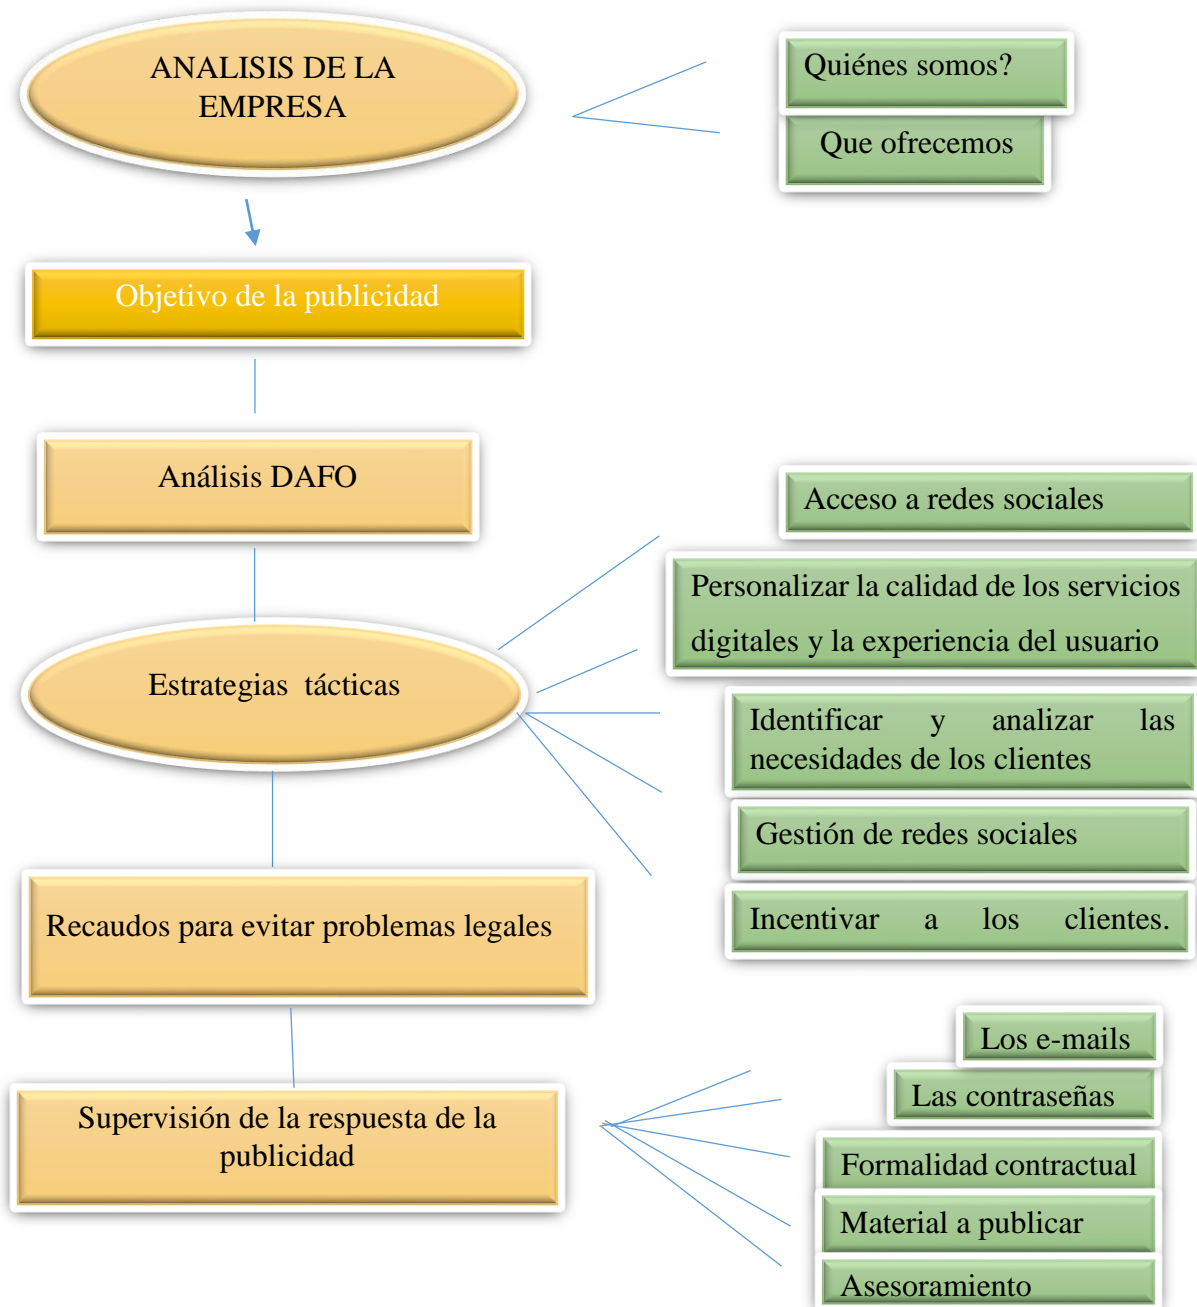 ANALISIS DE LA
EMPRESA
Quiénes somos?
Que ofrecemos
Objetivo de la publicidad
Análisis DAFO
Acceso a redes sociales
Personalizar la calidad de los servicios
digitales y la experiencia del usuario
Estrategias tácticas
Identificar y analizar las
necesidades de los clientes
Gestión de redes sociales
Incentivar a los clientes.
Recaudos para evitar problemas legales
Los e-mails
Las contraseñas
Supervisión de la respuesta de la
publicidad
Formalidad contractual
Material a publicar
Asesoramiento